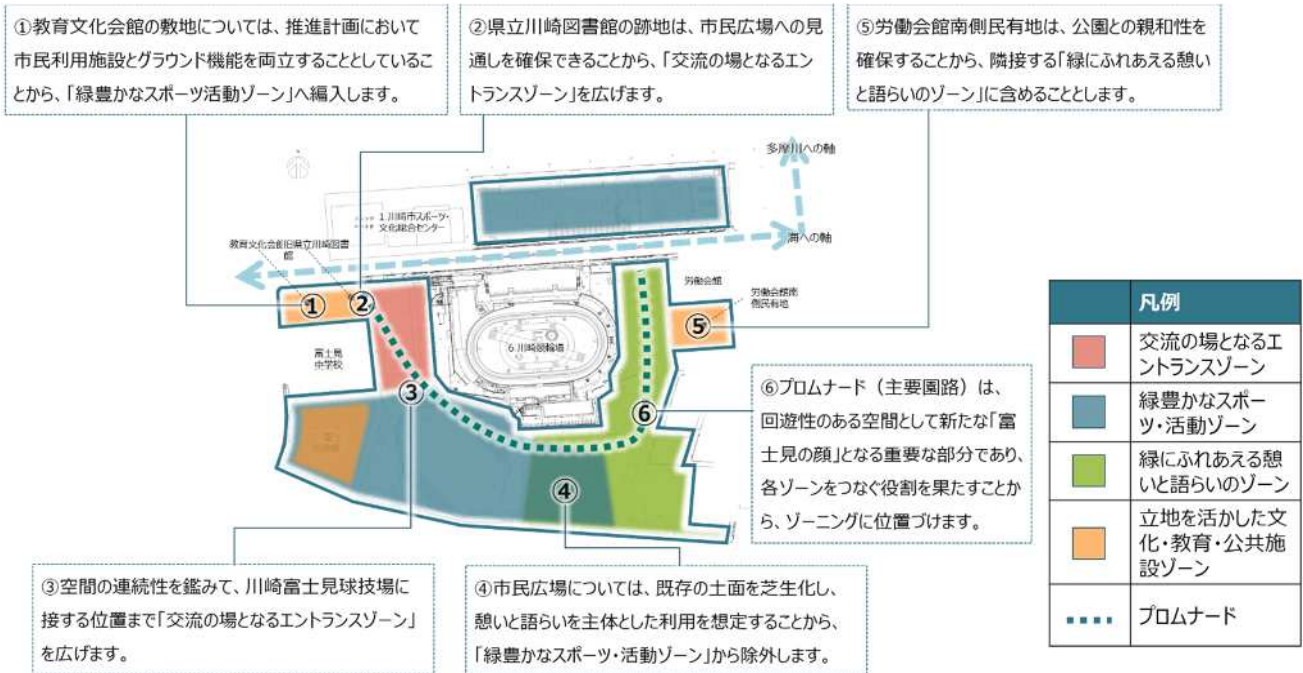 ①教育文化会館の敷地については、推進計画において
市民利用施設とグラウンド機能を両立することとしているこ
とから、「緑豊かなスポーツ活動ゾーン」へ編入します。
②県立川崎図書館の跡地は、市民広場への見
通しを確保できることから、「交流の場となるエン
トランスゾーン」を広げます。
⑤労働会館南側民有地は、公園との親和性を
確保することから、隣接する「緑にふれあえる憩い
と語らいのゾーン」に含めることとします。
多摩川への軸
1 川崎市スポーツ・
文化総合センター
海への軸
教育文化会館
旧県立川崎図書
館
労働会館
労働会館南
側民有地
①
②
⑤
富士見
中学校
6 川崎競輪場
③
⑥
④
⑥プロムナード（主要園路）は、
回遊性のある空間として新たな「富
士見の顔」となる重要な部分であり、
各ゾーンをつなぐ役割を果たすことか
ら、ゾーニングに位置づけます。
凡例
交流の場となるエ
ントランスゾーン
緑豊かなスポー
ツ・活動ゾーン
緑にふれあえる憩
いと語らいのゾーン
立地を活かした文
化・教育・公共施
設ゾーン
プロムナード
③空間の連続性を鑑みて、川崎富士見球技場に
接する位置まで「交流の場となるエントランスゾーン」
を広げます。
④市民広場については、既存の土面を芝生化し、
憩いと語らいを主体とした利用を想定することから、
「緑豊かなスポーツ・活動ゾーン」から除外します。